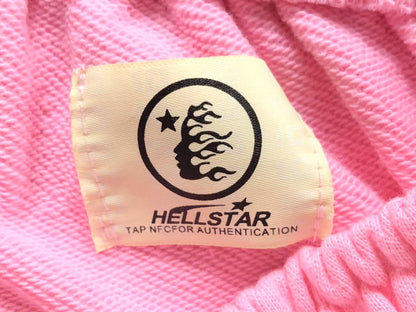 HELLSTAR
TAP NFCFOR AUTHENTICATION